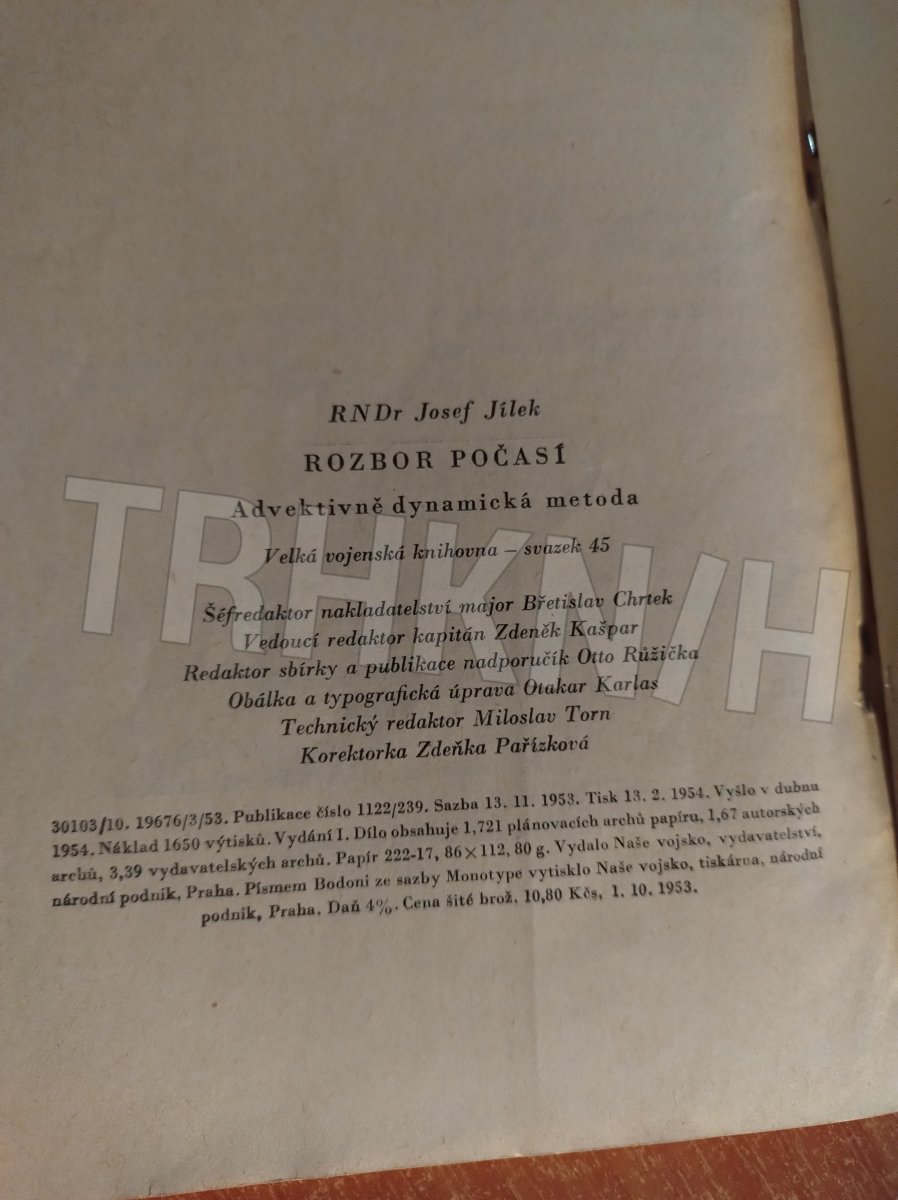 RNDr Josef Jílek
ROZBOR POČASÍ
Advektivně dynamická metoda
Velká vojenská knihovna – svazek 45
Šéfredaktor nakladatelství major Břetislav Chrtek
Vedoucí redaktor kapitán Zdeněk Kašpar
Redaktor sbírky a publikace nadporučík Otto Růžička
Obálka a typografická úprava Otakar Karlas
Technický redaktor Miloslav Torn
Korektorka Zdeňka Pařízková
30103/10. 19676/3/53. Publikace číslo 1122/239. Sazba 13. 11. 1953. Tisk 13. 2. 1954. Vyšlo v dubna
1954. Náklad 1650 výtisků. Vydání I. Dílo obsahuje 1,721 plánovacích archů papíru, 1,67 autorských
archů, 3,39 vydavatelských archů. Papír 222-17, 86×112, 80 g. Vydalo Naše vojsko, vydavatelství,
národní podnik, Praha. Písmem Bodoni ze sazby Monotype vytisklo Naše vojsko, tiskárna, národní
podnik, Praha. Daň 4%. Cena šité brož. 10,80 Kčs, 1. 10. 1953.
TRHKNIH